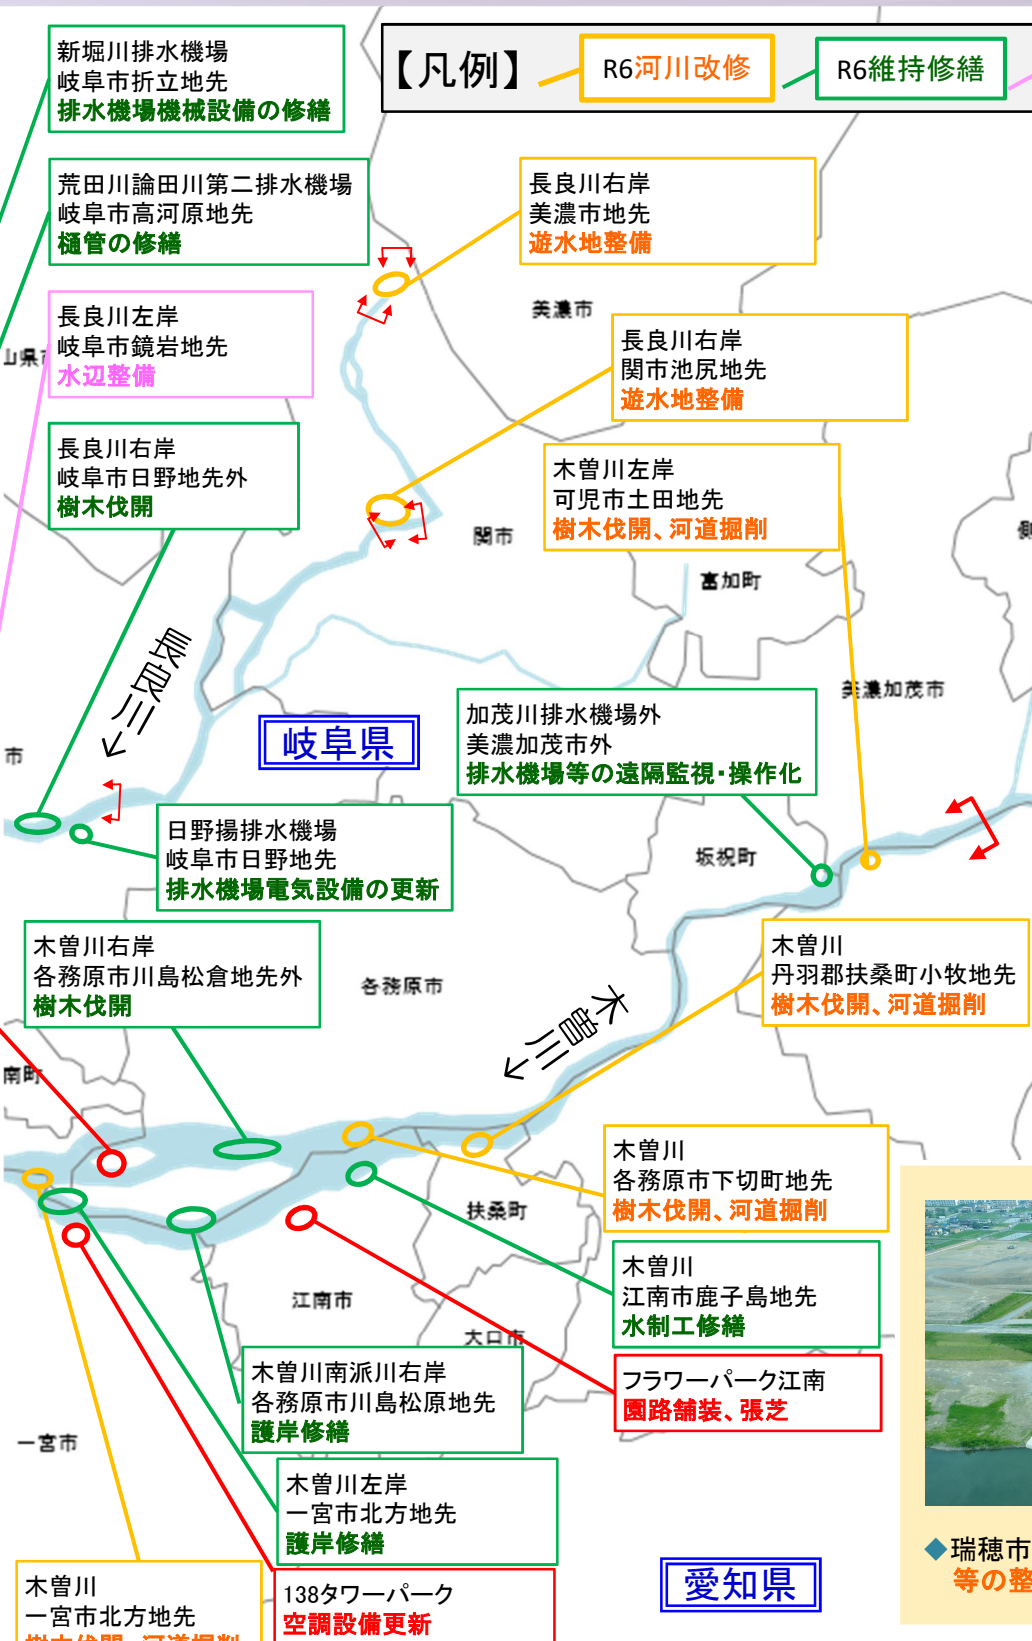 【凡例】
R6河川改修
R6維持修繕
新堀川排水機場
岐阜市折立地先
排水機場機械設備の修繕
荒田川論田川第二排水機場
岐阜市高河原地先
樋管の修繕
長良川右岸
美濃市地先
遊水地整備
美濃市
長良川左岸
岐阜市鏡岩地先
水辺整備
山県市
長良川右岸
関市池尻地先
遊水地整備
長良川右岸
岐阜市日野地先外
樹木伐開
木曽川左岸
可児市土田地先
樹木伐開、河道掘削
関市
富加町
長良川
美濃加茂市
岐阜県
加茂川排水機場外
美濃加茂市外
排水機場等の遠隔監視・操作化
市
日野揚排水機場
岐阜市日野地先
排水機場電気設備の更新
坂祝町
木曽川右岸
各務原市川島松倉地先外
樹木伐開
各務原市
木曽川
丹羽郡扶桑町小牧地先
樹木伐開、河道掘削
木曽川
南町
木曽川
各務原市下切町地先
樹木伐開、河道掘削
扶桑町
木曽川
江南市鹿子島地先
水制工修繕
江南市
大口市
木曽川南派川右岸
各務原市川島松原地先
護岸修繕
フラワーパーク江南
園路舗装、張芝
一宮市
木曽川左岸
一宮市北方地先
護岸修繕
◆瑞穂市
等の整
愛知県
木曽川
一宮市北方地先
樹木伐開、河道掘削
138タワーパーク
空調設備更新